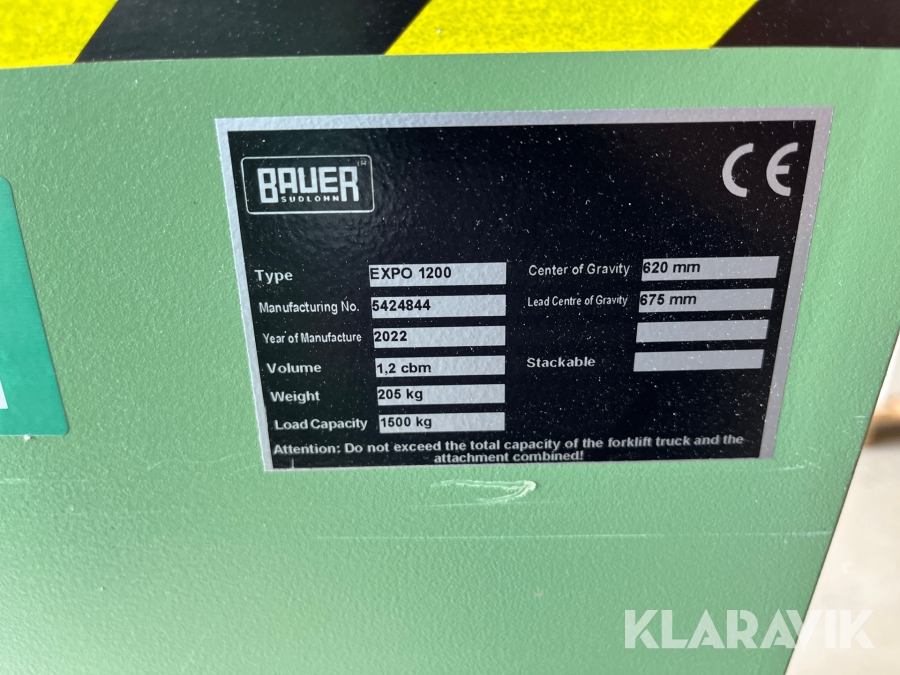 BAUER®
SÜDLOHN
CE
Type EXPO 1200
Manufacturing No. 5424844
Year of Manufacture 2022
Volume 1,2 cbm
Weight 205 kg
Load Capacity 1500 kg
Center of Gravity 620 mm
Lead Centre of Gravity 675 mm
Stackable
Attention: Do not exceed the total capacity of the forklift truck and the
attachment combined!
KLARAVIK